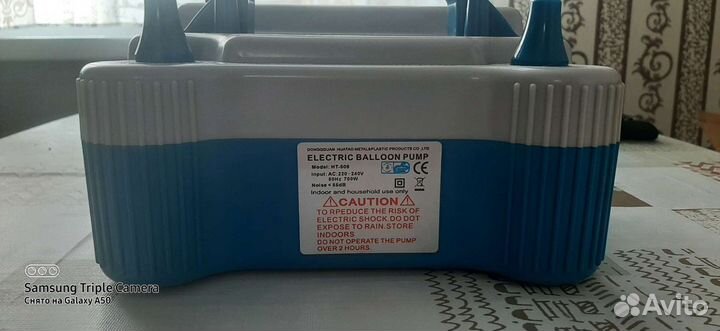 DONGGUAN HUATAO METAL&PLASTIC PRODUCTS CO .,LTD
ELECTRIC BALLOON PUMP
Model: HT-508
Input: AC 220 - 240V
50Hz 700W
Noise < 85dB
Indoor and household use only
CAUTION
TO RPEDUCE THE RISK OF
ELECTRIC SHOCK.DO DOT
EXPOSE TO RAIN.STORE
INDOORS
DO NOT OPERATE THE PUMP
OVER 2 HOURS.
Samsung Triple Camera
Снято на Galaxy A50
Avito